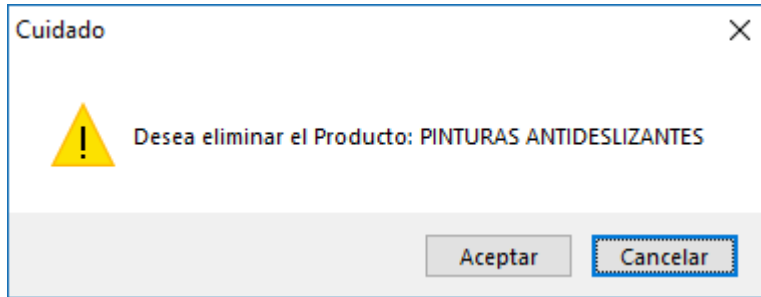 Cuidado
Desea eliminar el Producto: PINTURAS ANTIDESLIZANTES
Aceptar
Cancelar